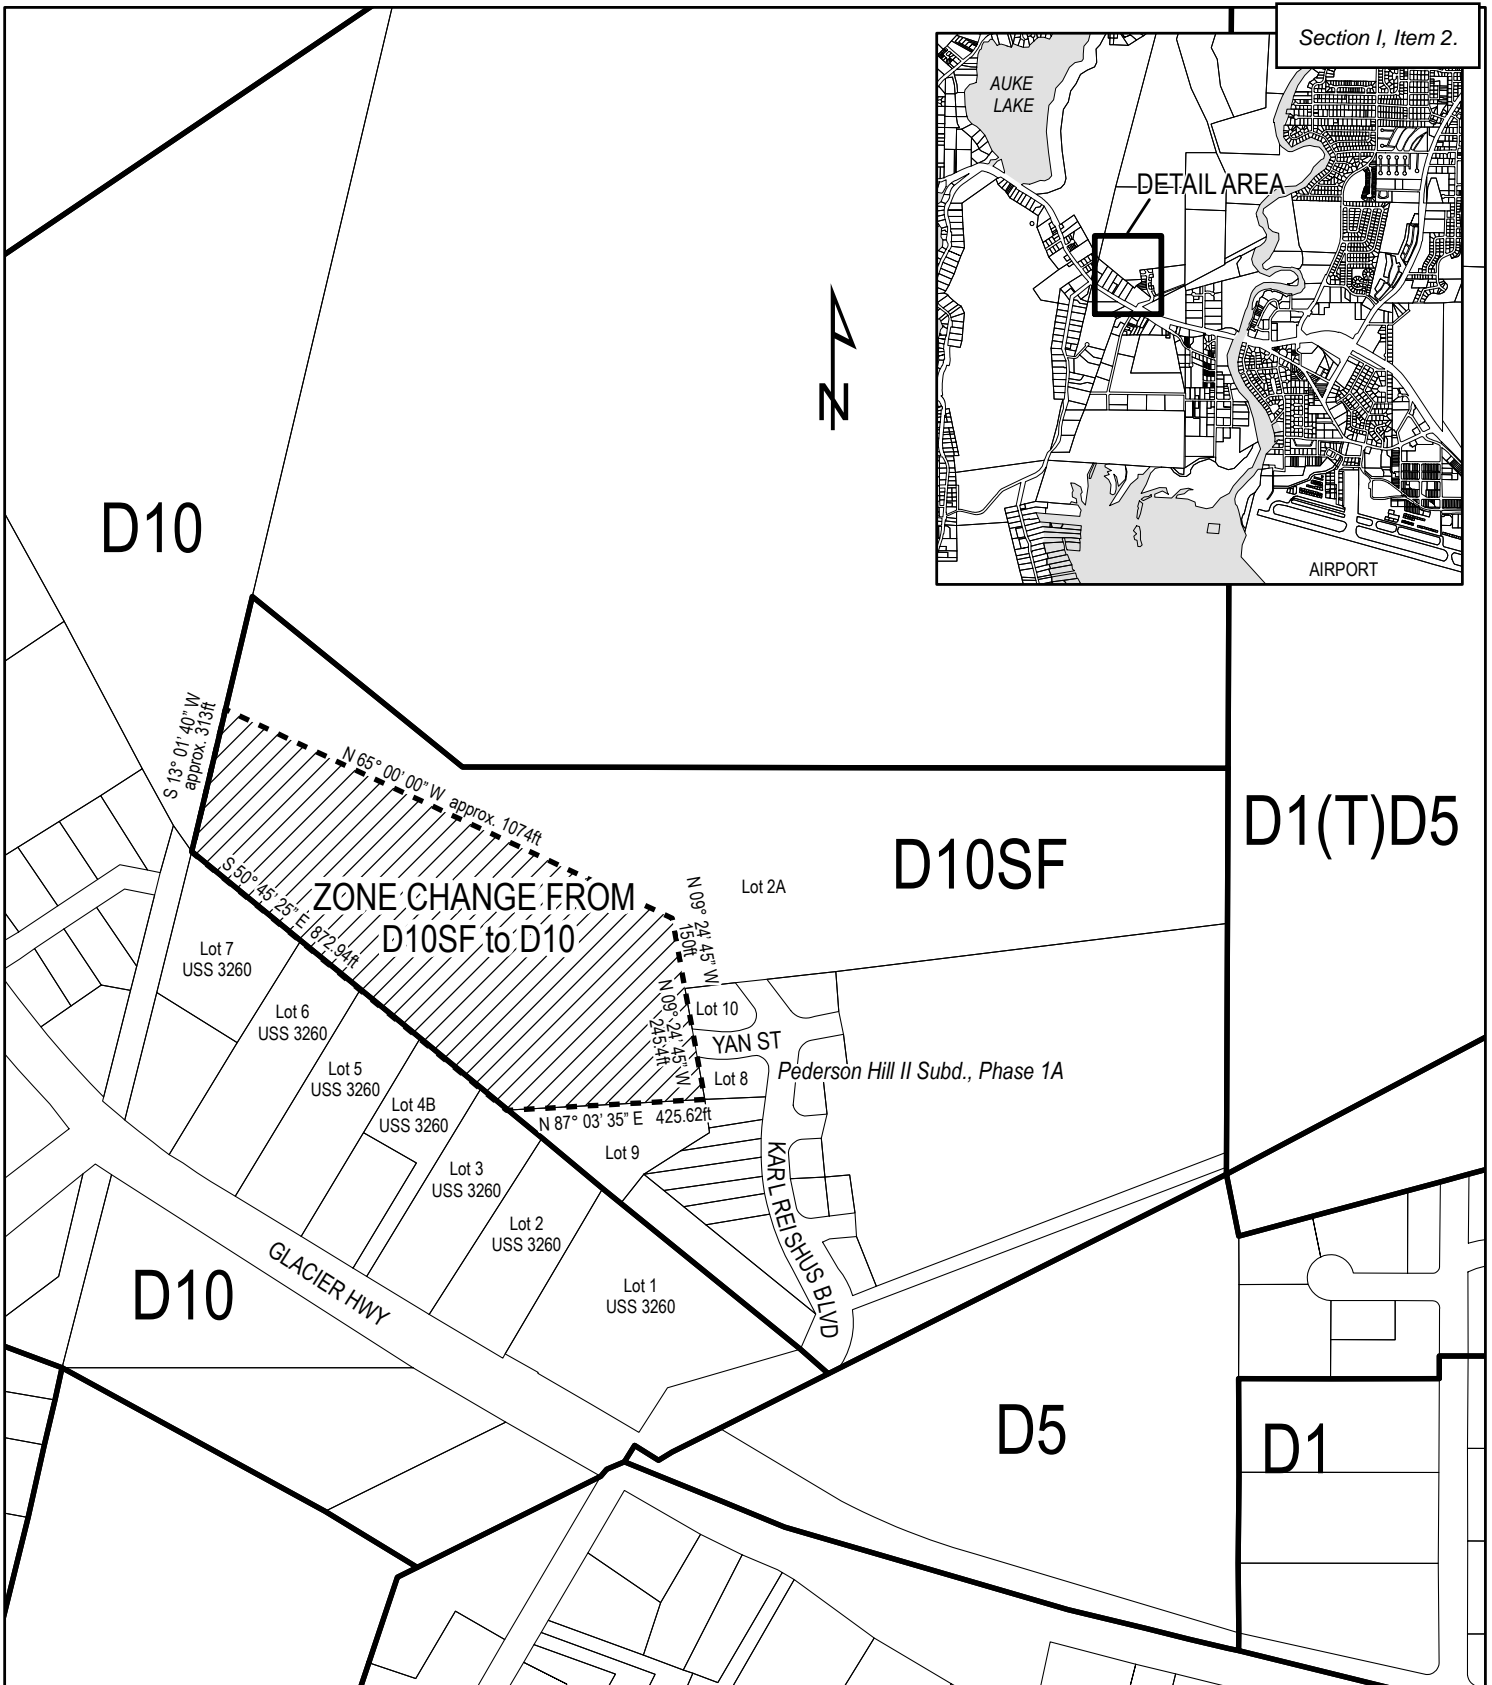 Section I, Item 2.
AUKE
LAKE
DETAIL AREA
AIRPORT
N
D10
S 13° 01' 40" W
approx. 313ft
N 65° 00' 00" W approx. 1074ft
D10SF
D1(T)D5
S 50° 45' 25" E 872.94ft
ZONE CHANGE FROM
D10SF to D10
N 09° 24' 45" W
150ft
Lot 2A
N 09° 24' 45" W
245.4ft
Lot 10
YAN ST
Lot 8
Pederson Hill II Subd., Phase 1A
N 87° 03' 35" E 425.62ft
Lot 9
KARL REISHUS BLVD
Lot 7
USS 3260
Lot 6
USS 3260
Lot 5
USS 3260
Lot 4B
USS 3260
Lot 3
USS 3260
Lot 2
USS 3260
Lot 1
USS 3260
GLACIER HWY
D10
D5
D1